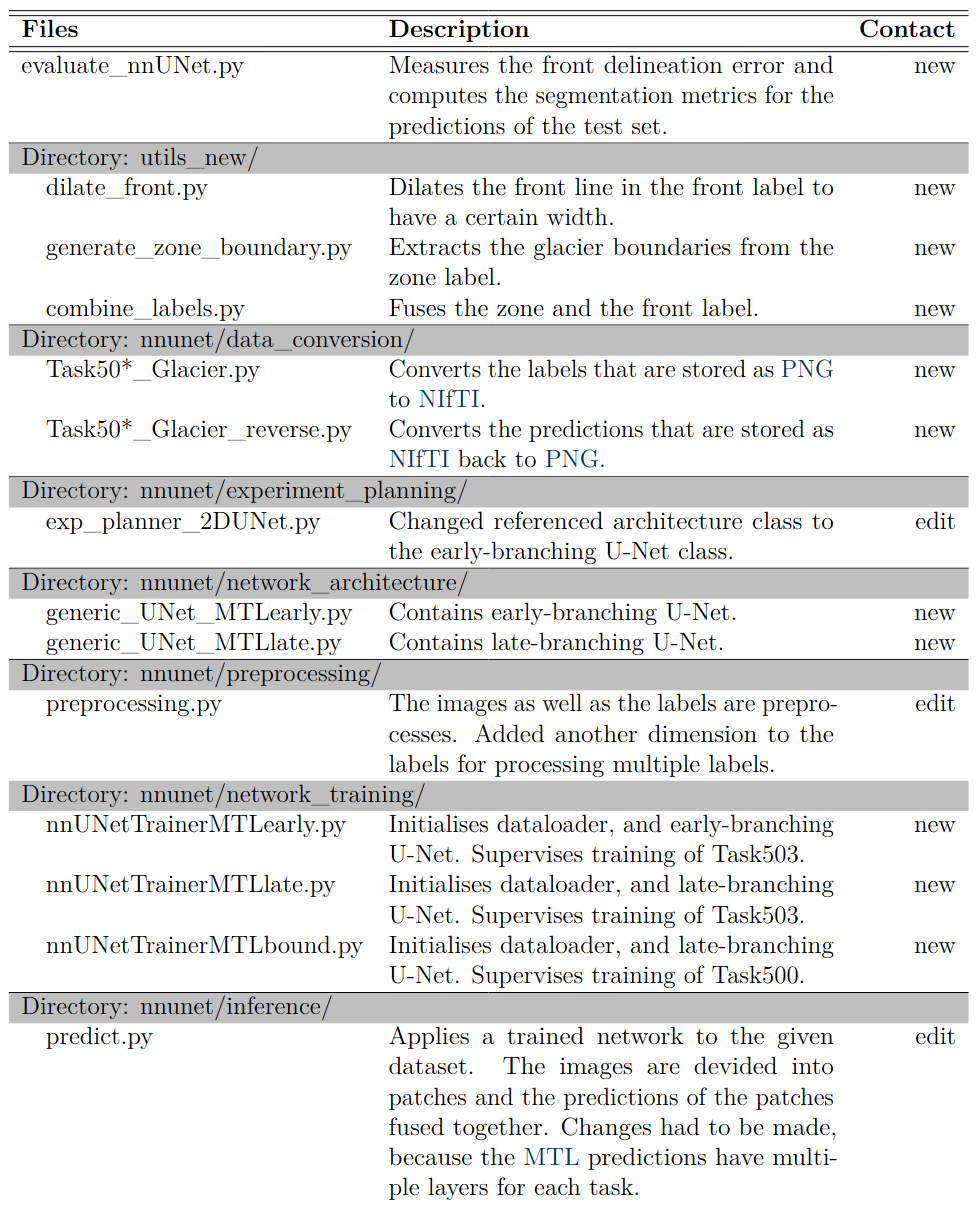 Files Description Contact
evaluate_nnUNet.py Measures the front delineation error and new
computes the segmentation metrics for the
predictions of the test set.
Directory: utils_new/
dilate_front.py Dilates the front line in the front label to new
have a certain width.
generate_zone_boundary.py Extracts the glacier boundaries from the new
zone label.
combine_labels.py Fuses the zone and the front label. new
Directory: nnunet/data_conversion/
Task50*_Glacier.py Converts the labels that are stored as PNG new
to NIfTI.
Task50*_Glacier_reverse.py Converts the predictions that are stored as new
NIfTI back to PNG.
Directory: nnunet/experiment_planning/
exp_planner_2DUNet.py Changed referenced architecture class to edit
the early-branching U-Net class.
Directory: nnunet/network_architecture/
generic_UNet_MTLearly.py Contains early-branching U-Net. new
generic_UNet_MTLlate.py Contains late-branching U-Net. new
Directory: nnunet/preprocessing/
preprocessing.py The images as well as the labels are prepro- edit
cesses. Added another dimension to the
labels for processing multiple labels.
Directory: nnunet/network_training/
nnUNetTrainerMTLearly.py Initialises dataloader, and early-branching new
U-Net. Supervises training of Task503.
nnUNetTrainerMTLlate.py Initialises dataloader, and late-branching new
U-Net. Supervises training of Task503.
nnUNetTrainerMTLbound.py Initialises dataloader, and late-branching new
U-Net. Supervises training of Task500.
Directory: nnunet/inference/
predict.py Applies a trained network to the given edit
dataset. The images are devided into
patches and the predictions of the patches
fused together. Changes had to be made,
because the MTL predictions have multi-
ple layers for each task.